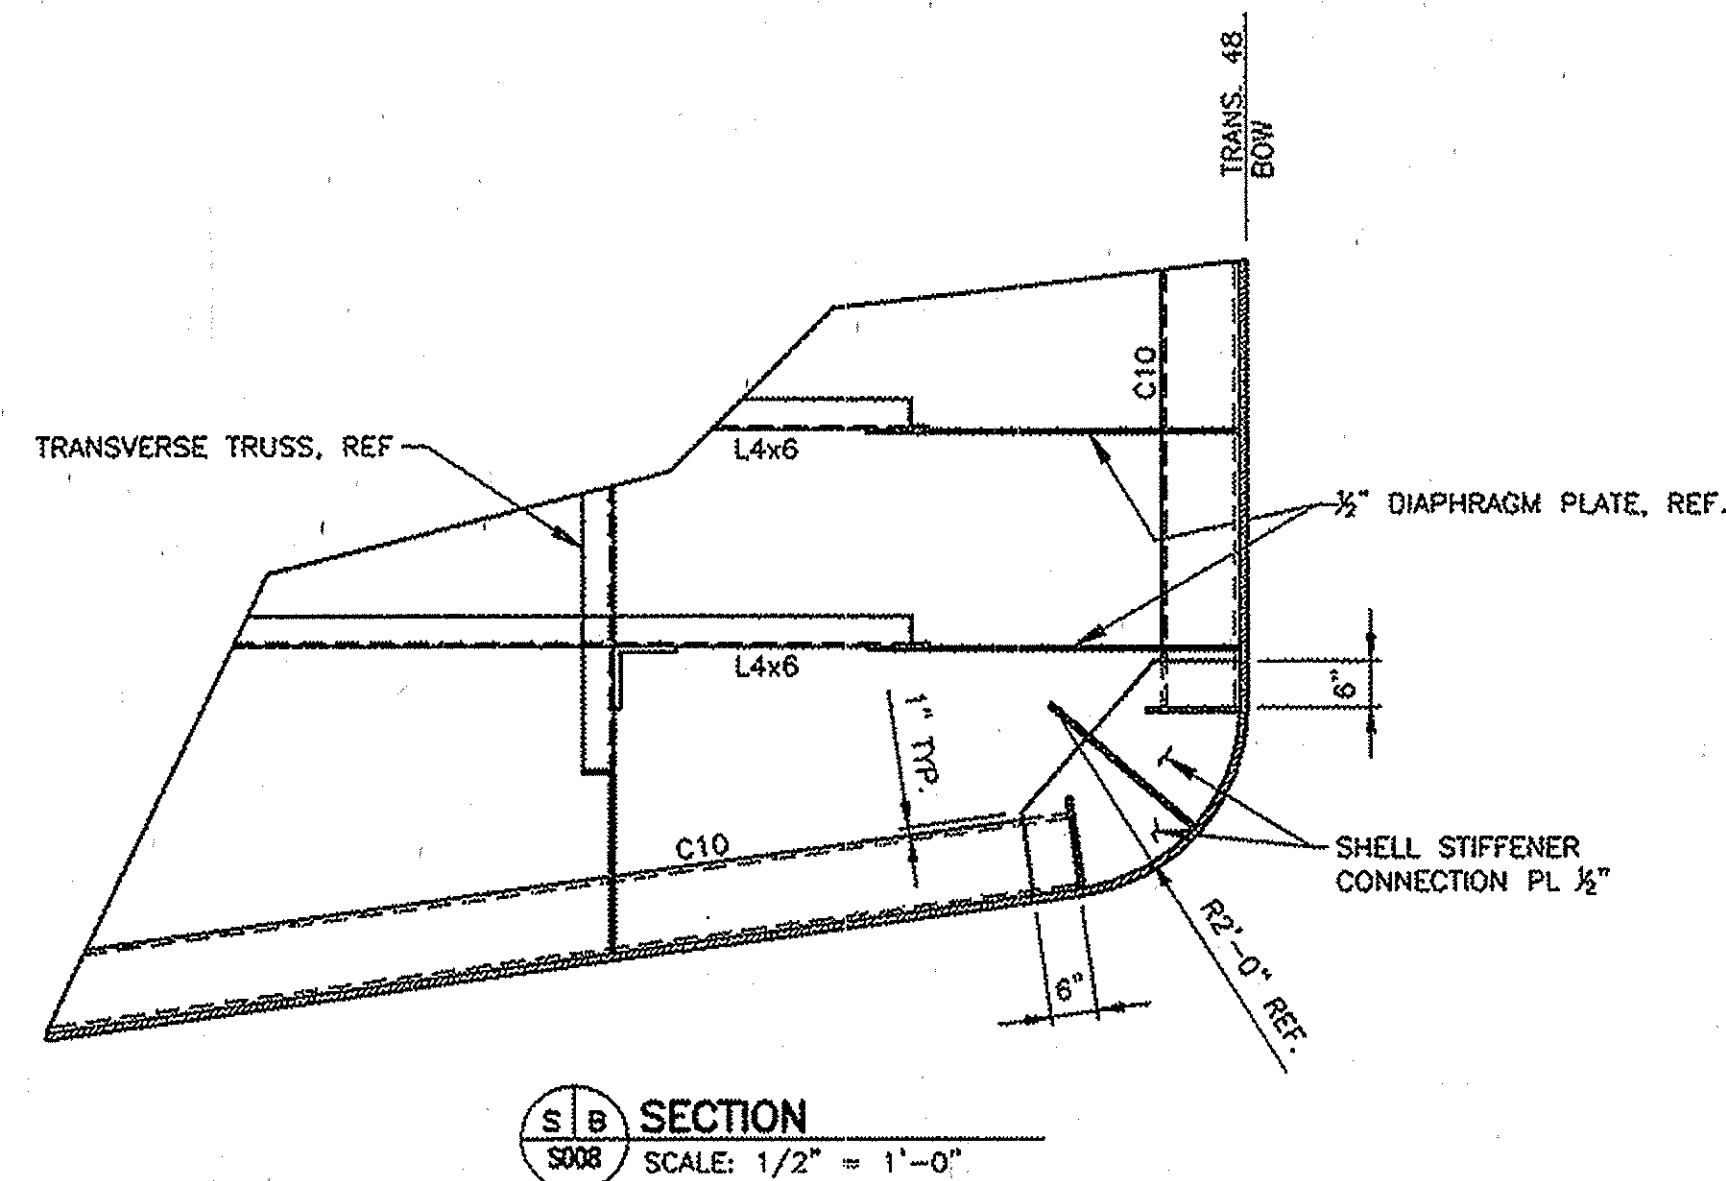 TRANS. 48
BOW
C10
L4x6
TRANSVERSE TRUSS, REF
½" DIAPHRAGM PLATE, REF.
L4x6
6"
1" TYP.
C10
SHELL STIFFENER
CONNECTION PL ½"
R2'-0" REF.
6"
S B
S008
SECTION
SCALE: 1/2" = 1'-0"